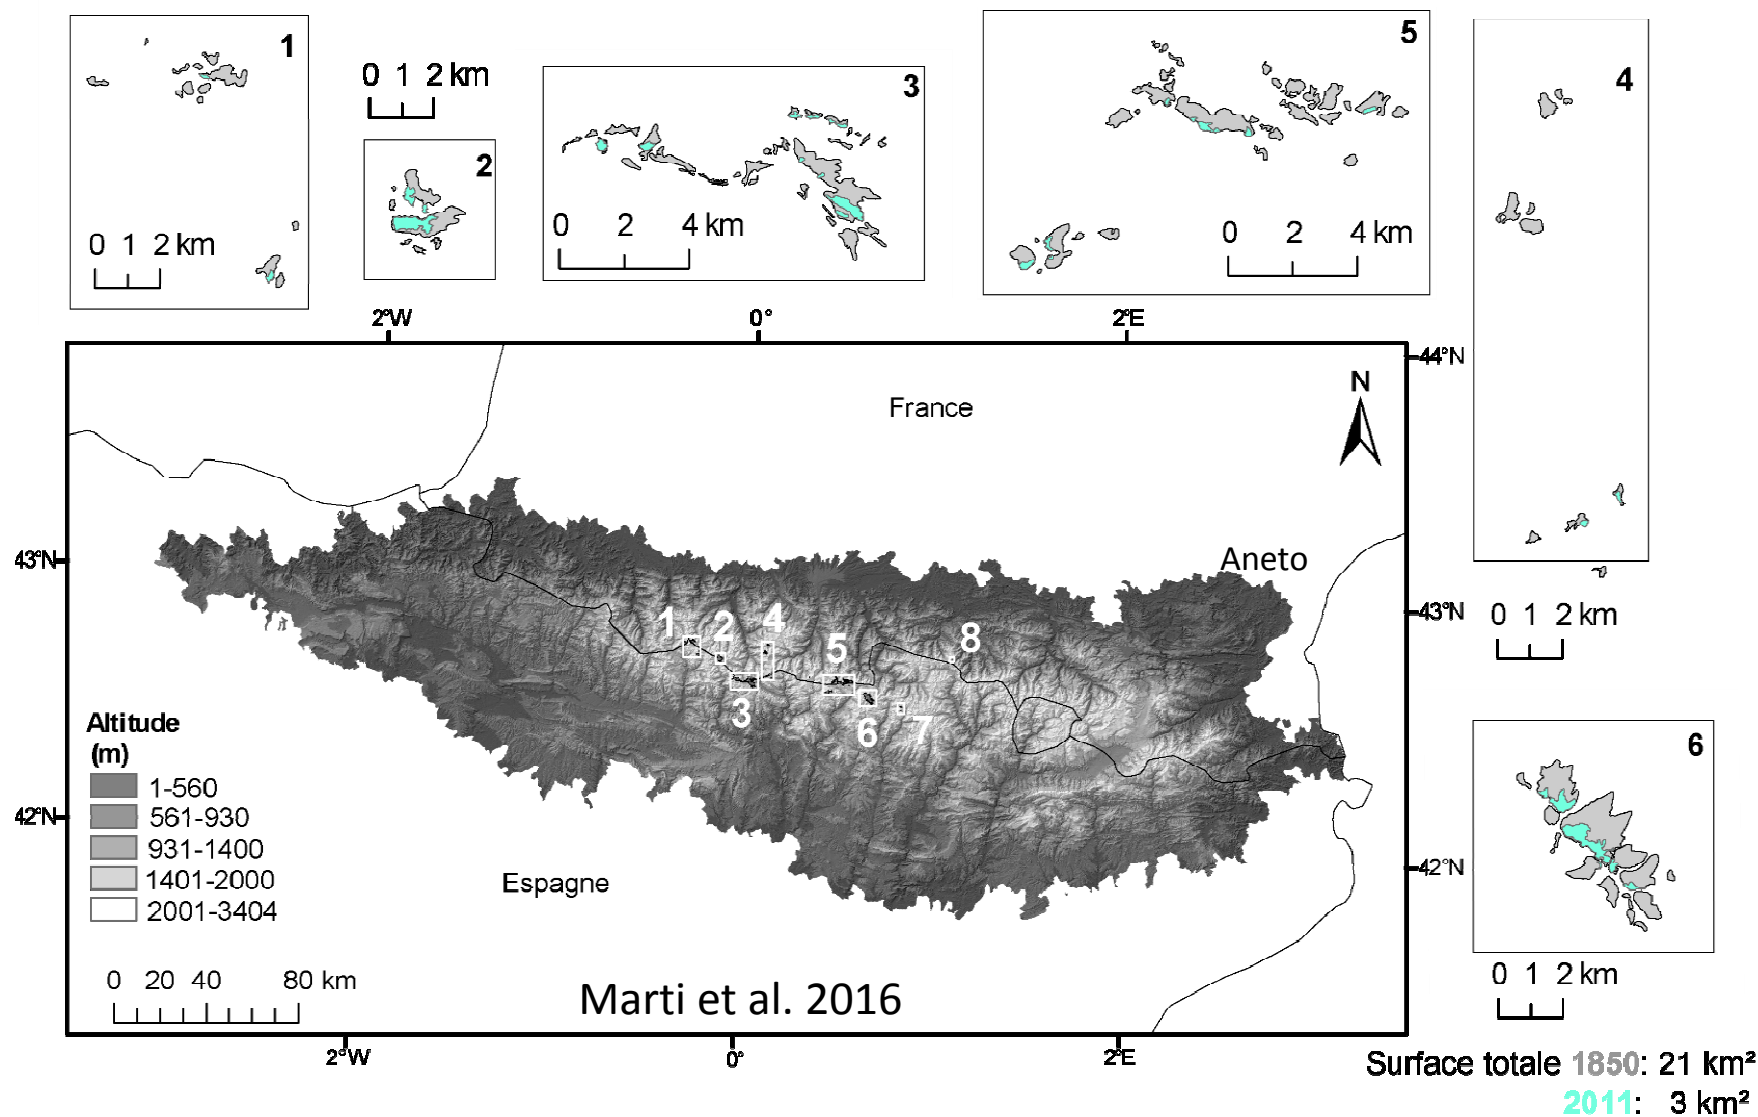 1
0 1 2 km
2
0 1 2 km
3
0 2 4 km
5
0 2 4 km
4
0 1 2 km
2°W 0° 2°E
44°N
N
France
43°N
Aneto
43°N
1 2 4 5 8
3 6 7
Altitude
(m)
1-560
561-930
931-1400
1401-2000
2001-3404
42°N
42°N
Espagne
0 20 40 80 km
Marti et al. 2016
2°W 0° 2°E
6
0 1 2 km
Surface totale 1850: 21 km²
2011: 3 km²